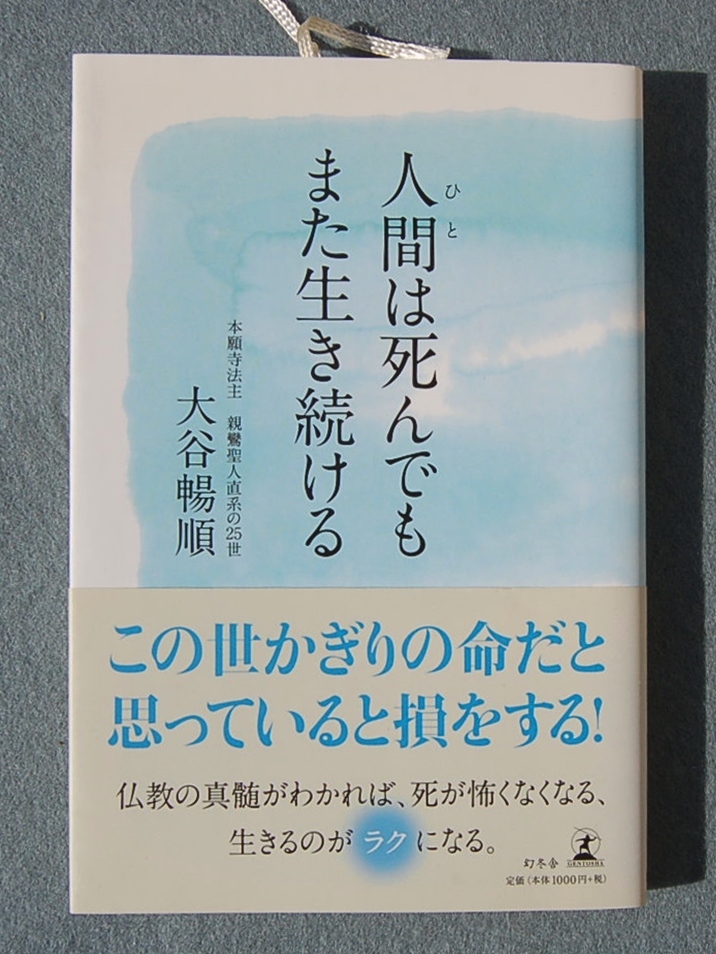 人間は死んでも
ひと
また生き続ける
本願寺法主 親鸞聖人直系の25世
大谷暢順
この世かぎりの命だと
思っていると損をする!
仏教の真髄がわかれば、死が怖くなくなる、
生きるのがラクになる。
幻冬舎
GENTOSHA
定価(本体1000円+税)